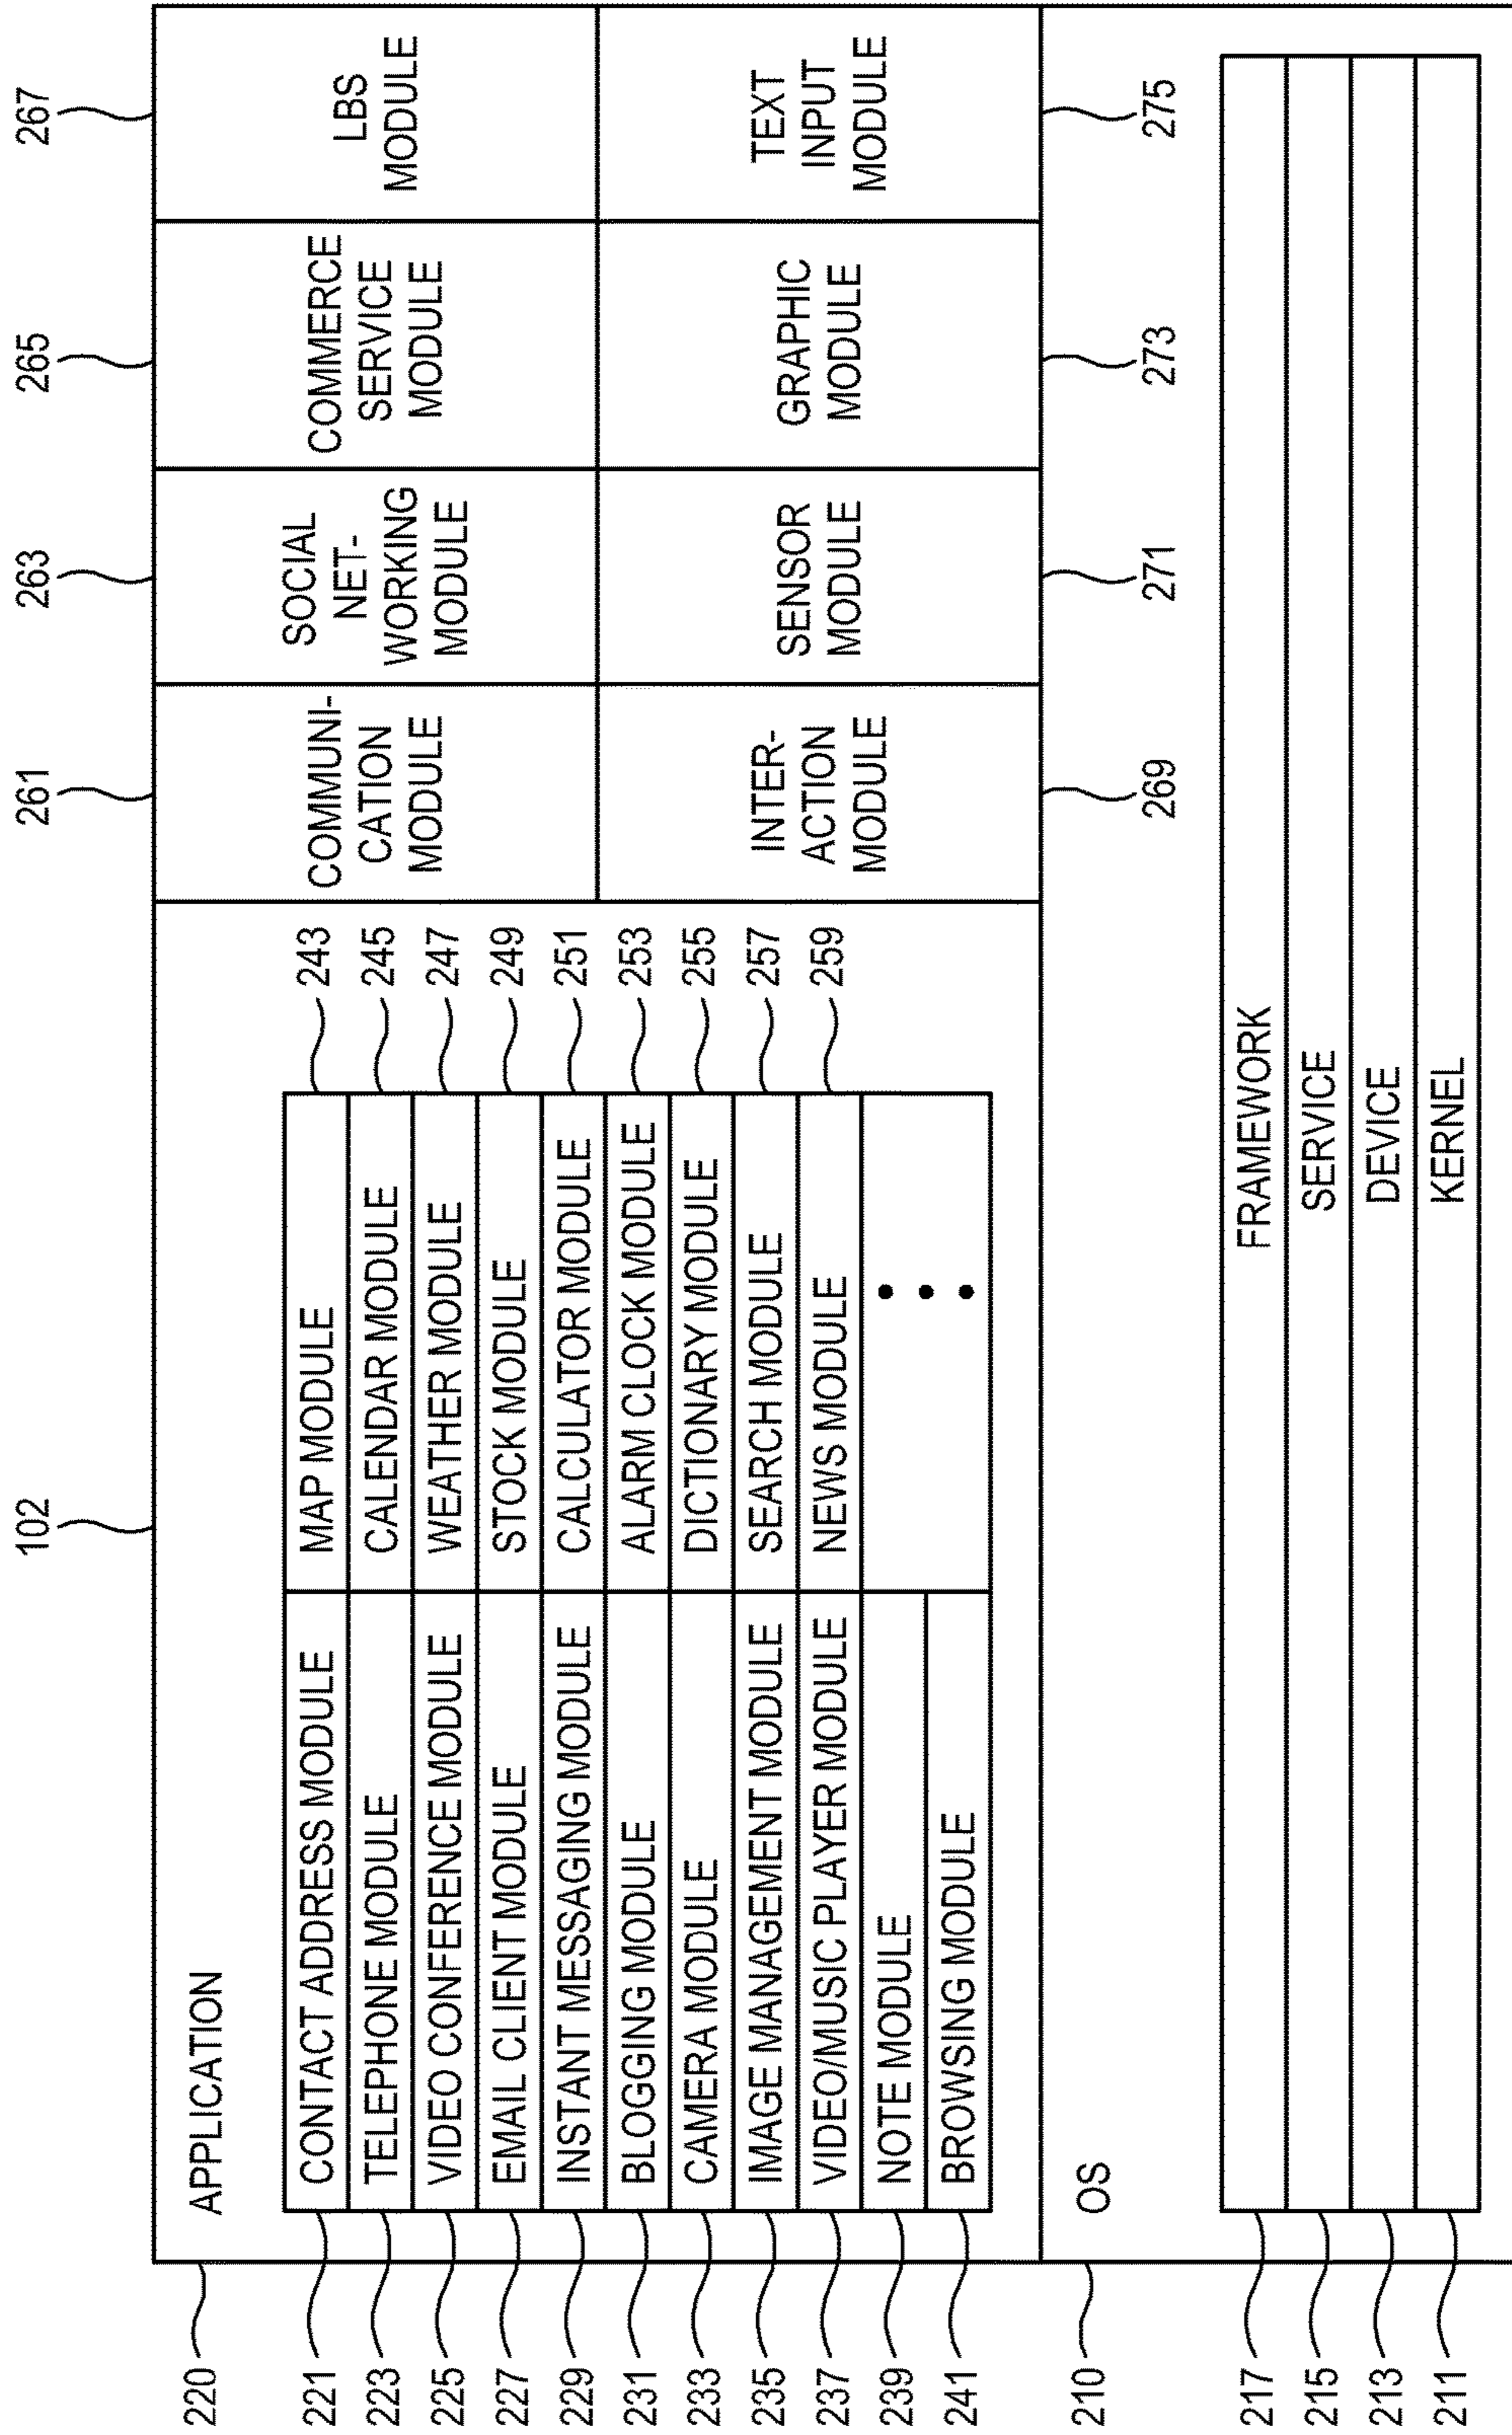 102
261
263
265
267
220
APPLICATION
221
CONTACT ADDRESS MODULE
MAP MODULE
243
223
TELEPHONE MODULE
CALENDAR MODULE
245
225
VIDEO CONFERENCE MODULE
WEATHER MODULE
247
227
EMAIL CLIENT MODULE
STOCK MODULE
249
229
INSTANT MESSAGING MODULE
CALCULATOR MODULE
251
231
BLOGGING MODULE
ALARM CLOCK MODULE
253
233
CAMERA MODULE
DICTIONARY MODULE
255
235
IMAGE MANAGEMENT MODULE
SEARCH MODULE
257
237
VIDEO/MUSIC PLAYER MODULE
NEWS MODULE
259
239
NOTE MODULE
241
BROWSING MODULE
COMMUNI-
CATION
MODULE
SOCIAL
NET-
WORKING
MODULE
COMMERCE
SERVICE
MODULE
LBS
MODULE
INTER-
ACTION
MODULE
SENSOR
MODULE
GRAPHIC
MODULE
TEXT
INPUT
MODULE
269
271
273
275
210
OS
217
FRAMEWORK
215
SERVICE
213
DEVICE
211
KERNEL